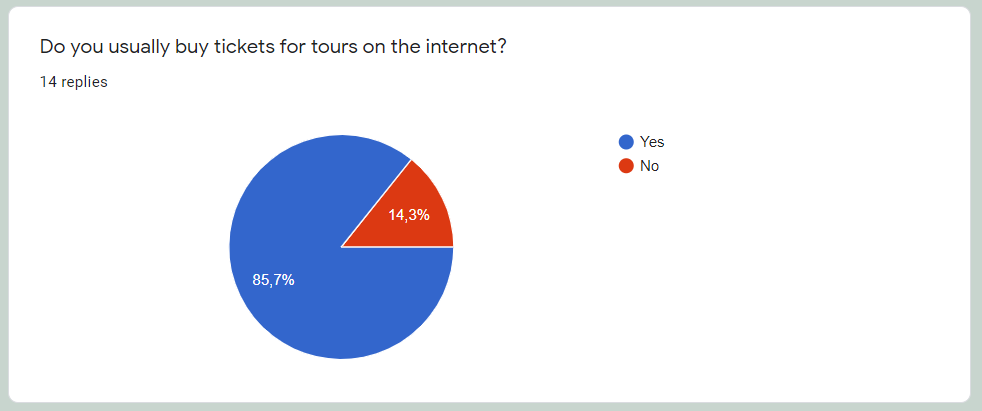 Do you usually buy tickets for tours on the internet?
14 replies
Yes
No
14,3%
85,7%